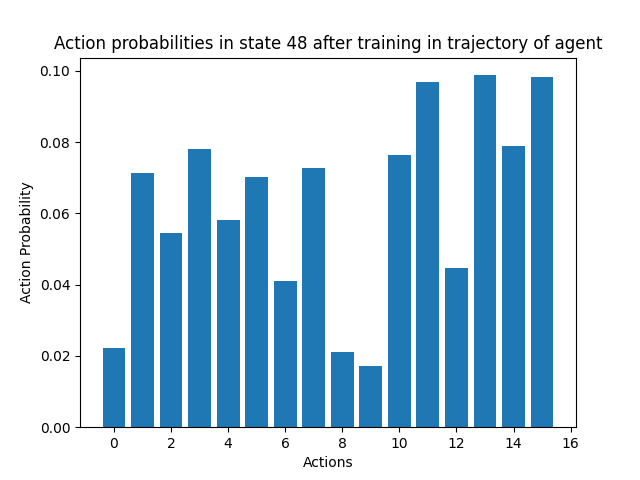 Action probabilities in state 48 after training in trajectory of agent
0.10
0.08
0.06
0.04
0.02
0.00
Action Probability
0 2 4 6 8 10 12 14 16
Actions